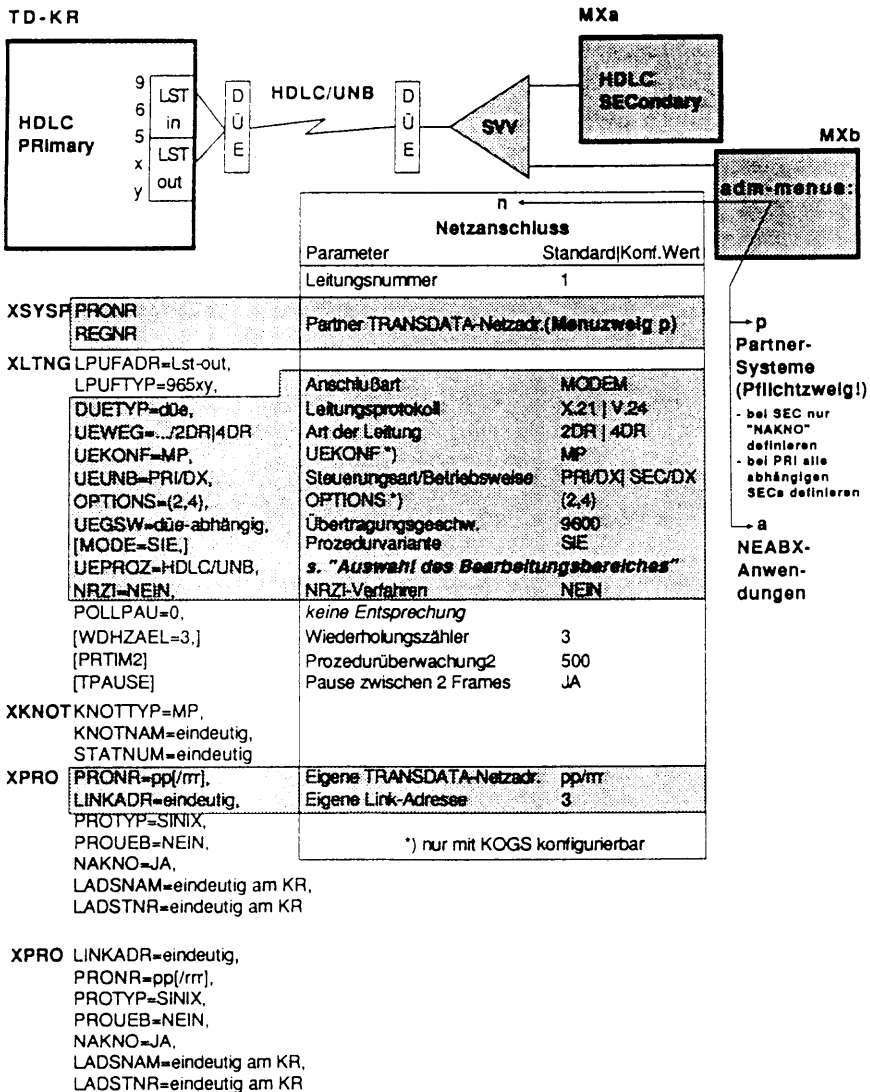 TD-KR
MXa
HDLC PRImary
9 6 5 x y
LST in
LST out
DÜE
HDLC/UNB
DÜE
SVV
HDLC SECondary
MXb
adm-menue:
n
Netzanschluss
Parameter Standard|Konf.Wert
Leitungsnummer 1
XSYSP PRONR
REGNR
Partner TRANSDATA-Netzadr.(Menuzweig p)
XLTNG LPUFADR=Lst-out,
LPUFTYP=965xy, Anschlußart MODEM
DUETYP=düe, Leitungsprotokoll X.21 | V.24
UEWEG=.../2DR|4DR Art der Leitung 2DR | 4DR
UEKONF=MP, UEKONF *) MP
UEUNB=PRI/DX, Steuerungsart/Betriebsweise PRI/DX| SEC/DX
OPTIONS=(2,4), OPTIONS *) (2,4)
UEGSW=düe-abhängig, Übertragungsgeschw. 9600
[MODE=SIE,] Prozedurvariante SIE
UEPROZ=HDLC/UNB, s. "Auswahl des Bearbeitungsbereiches"
NRZI=NEIN, NRZI-Verfahren NEIN
POLLPAU=0, keine Entsprechung
[WDHZAEL=3,] Wiederholungszähler 3
[PRTIM2] Prozedurüberwachung2 500
[TPAUSE] Pause zwischen 2 Frames JA
p
Partner-
Systeme
(Pflichtzweig!)
- bei SEC nur
"NAKNO"
definieren
- bei PRI alle
abhängigen
SECs definieren
a
NEABX-
Anwen-
dungen
XKNOT KNOTTYP=MP,
KNOTNAM=eindeutig,
STATNUM=eindeutig
XPRO PRONR=pp[/rrr], Eigene TRANSDATA-Netzadr. pp/rrr
LINKADR=eindeutig, Eigene Link-Adresse 3
PROTYP=SINIX,
PROUEB=NEIN, *) nur mit KOGS konfigurierbar
NAKNO=JA,
LADSNAM=eindeutig am KR,
LADSTNR=eindeutig am KR
XPRO LINKADR=eindeutig,
PRONR=pp[/rrr],
PROTYP=SINIX,
PROUEB=NEIN,
NAKNO=JA,
LADSNAM=eindeutig am KR,
LADSTNR=eindeutig am KR